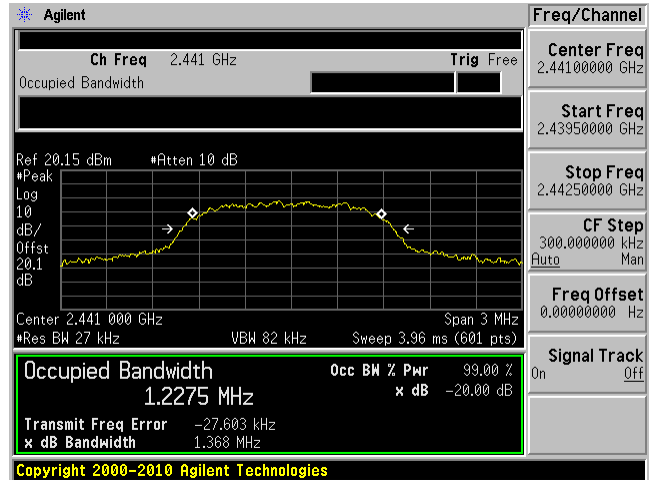 Agilent
Freq/Channel
Ch Freq 2.441 GHz Trig Free
Occupied Bandwidth
Center Freq
2.44100000 GHz
Start Freq
2.43950000 GHz
Stop Freq
2.44250000 GHz
CF Step
300.000000 kHz
Auto Man
Freq Offset
0.00000000 Hz
Signal Track
On Off
Ref 20.15 dBm #Atten 10 dB
#Peak
Log
10
dB/
Offst
20.1
dB
Center 2.441 000 GHz Span 3 MHz
#Res BW 27 kHz VBW 82 kHz Sweep 3.96 ms (601 pts)
Occupied Bandwidth
1.2275 MHz
Occ BW % Pwr 99.00 %
x dB -20.00 dB
Transmit Freq Error -27.603 kHz
x dB Bandwidth 1.368 MHz
Copyright 2000-2010 Agilent Technologies